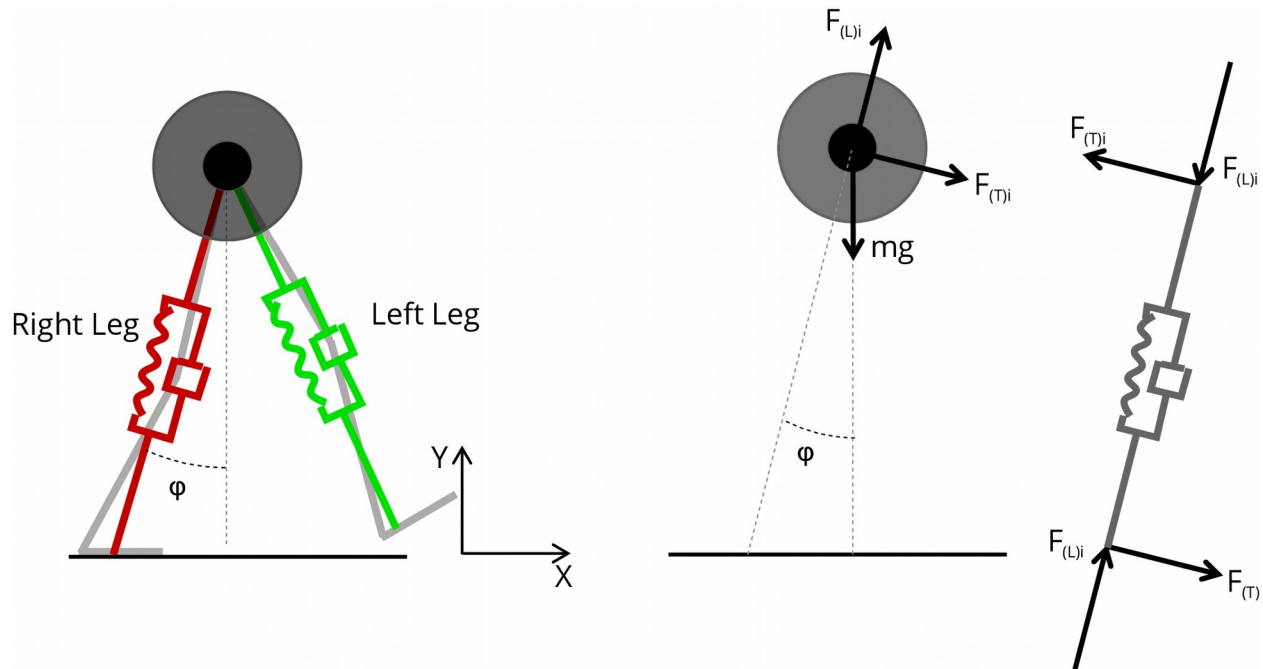 Right Leg
Left Leg
φ
Y
X
F(L)i
F(T)i
mg
φ
F(T)i
F(L)i
F(L)i
F(T)